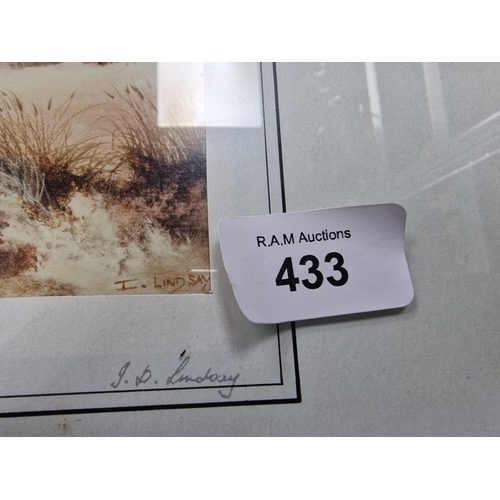 R.A.M Auctions
433
I. LINDSAY
I. D. Lindsay